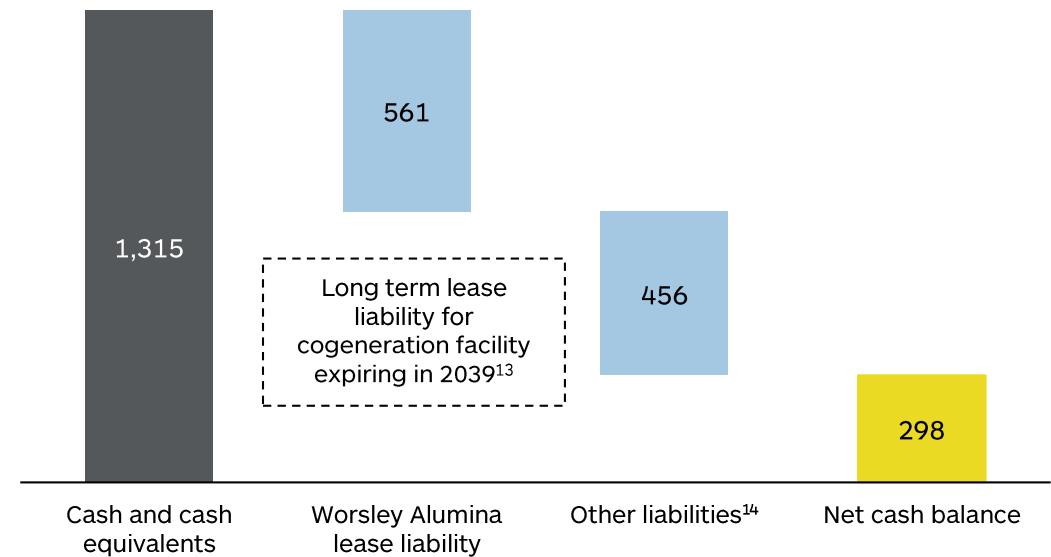 561
1,315
Long term lease
liability for
cogeneration facility
expiring in 2039¹³
456
298
Cash and cash
equivalents
Worsley Alumina
lease liability
Other liabilities¹⁴
Net cash balance